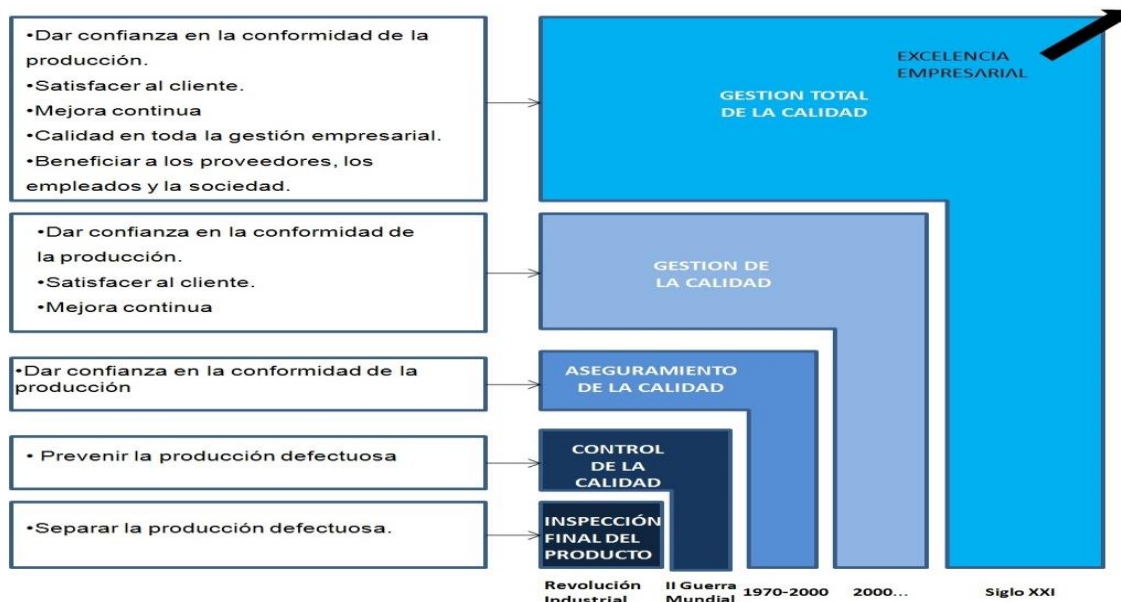 •Dar confianza en la conformidad de la
producción.
•Satisfacer al cliente.
•Mejora continua
•Calidad en toda la gestión empresarial.
•Beneficiar a los proveedores, los
empleados y la sociedad.
EXCELENCIA
EMPRESARIAL
GESTION TOTAL
DE LA CALIDAD
•Dar confianza en la conformidad de
la producción.
•Satisfacer al cliente.
•Mejora continua
GESTION DE
LA CALIDAD
•Dar confianza en la conformidad de la
producción
ASEGURAMIENTO
DE LA CALIDAD
• Prevenir la producción defectuosa
CONTROL
DE LA
CALIDAD
•Separar la producción defectuosa.
INSPECCIÓN
FINAL DEL
PRODUCTO
Revolución
Industrial
II Guerra
Mundial
1970-2000
2000...
Siglo XXI